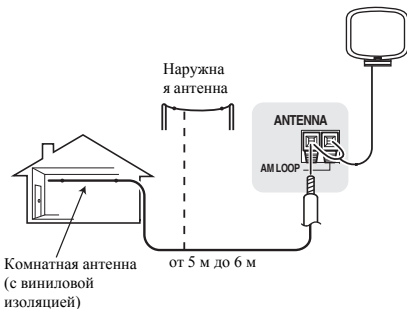 Наружна
я антенна
ANTENNA
AM LOOP
от 5 м до 6 м
Комнатная антенна
(с виниловой
изоляцией)